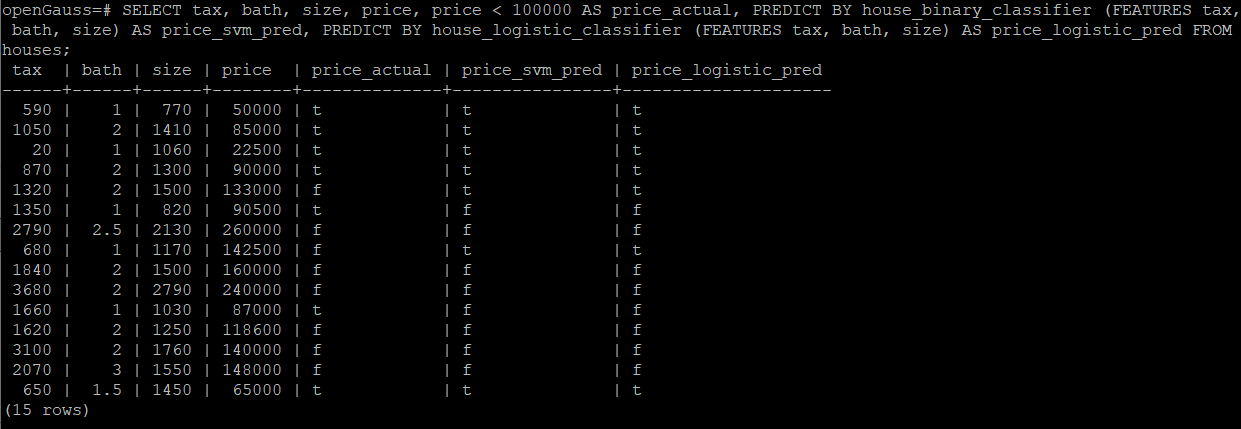 openGauss=# SELECT tax, bath, size, price, price < 100000 AS price_actual, PREDICT BY house_binary_classifier (FEATURES tax,
 bath, size) AS price_svm_pred, PREDICT BY house_logistic_classifier (FEATURES tax, bath, size) AS price_logistic_pred FROM
houses;
 tax  | bath | size | price  | price_actual | price_svm_pred | price_logistic_pred
------+------+------+--------+--------------+----------------+---------------------
  590 |    1 |  770 |  50000 | t            | t              | t
 1050 |    2 | 1410 |  85000 | t            | t              | t
   20 |    1 | 1060 |  22500 | t            | t              | t
  870 |    2 | 1300 |  90000 | t            | t              | t
 1320 |    2 | 1500 | 133000 | f            | t              | t
 1350 |    1 |  820 |  90500 | t            | f              | f
 2790 |  2.5 | 2130 | 260000 | f            | f              | f
  680 |    1 | 1170 | 142500 | f            | t              | t
 1840 |    2 | 1500 | 160000 | f            | f              | f
 3680 |    2 | 2790 | 240000 | f            | f              | f
 1660 |    1 | 1030 |  87000 | t            | f              | f
 1620 |    2 | 1250 | 118600 | f            | f              | f
 3100 |    2 | 1760 | 140000 | f            | f              | f
 2070 |    3 | 1550 | 148000 | f            | f              | f
  650 |  1.5 | 1450 |  65000 | t            | t              | t
(15 rows)